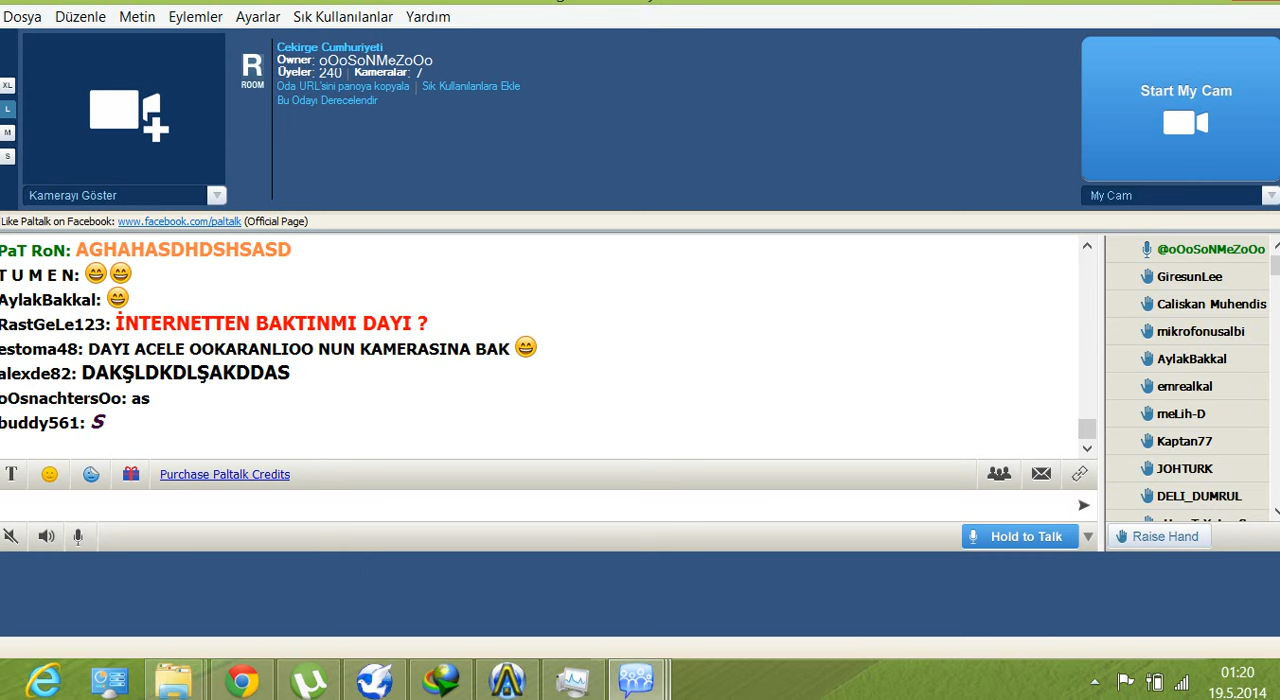 Dosya Düzenle Metin Eylemler Ayarlar Sık Kullanılanlar Yardım
XL
L
M
S
Kamerayı Göster
R
ROOM
Cekirge Cumhuriyeti
Owner: oOoSoNMeZoOo
Üyeler: 240 | Kameralar: 7
Oda URL'sini panoya kopyala | Sık Kullanılanlara Ekle
Bu Odayı Derecelendir
Start My Cam
My Cam
Like Paltalk on Facebook: www.facebook.com/paltalk (Official Page)
PaT RoN: AGHAHASDHDSHSASD
T U M E N:
AylakBakkal:
RastGeLe123: İNTERNETTEN BAKTINMI DAYI ?
estoma48: DAYI ACELE OOKARANLIOO NUN KAMERASINA BAK
alexde82: DAKŞLDKDLŞAKDDAS
oOsnachtersOo: as
buddy561: S
@oOoSoNMeZoOo
GiresunLee
Caliskan Muhendis
mikrofonusalbi
AylakBakkal
emrealkal
meLih-D
Kaptan77
JOHTURK
DELI_DUMRUL
T Purchase Paltalk Credits
Hold to Talk
Raise Hand
01:20
19.5.2014